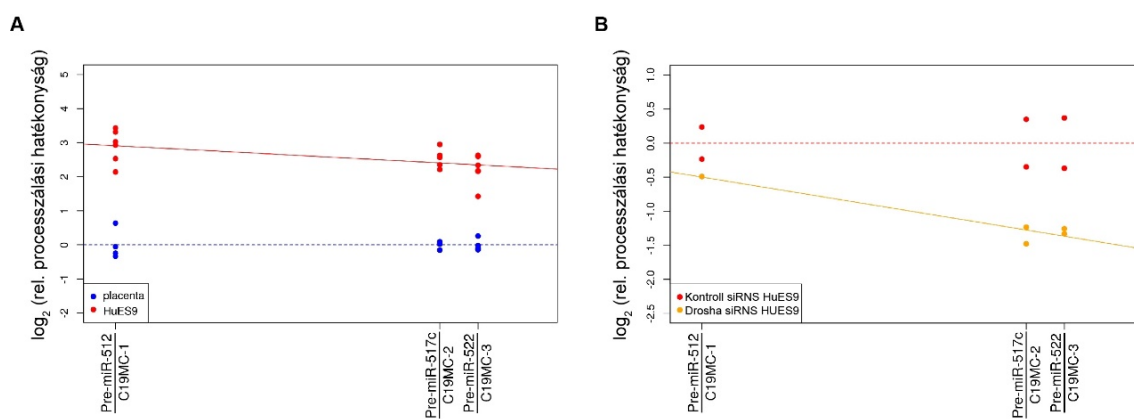 A
log2 (rel. processzálási hatékonyság)
5
4
3
2
1
0
-1
-2
placenta
HuES9
Pre-miR-512
C19MC-1
Pre-miR-517c
C19MC-2
Pre-miR-522
C19MC-3
B
log2 (rel. processzálási hatékonyság)
1.0
0.5
0.0
-0.5
-1.0
-1.5
-2.0
-2.5
Kontroll siRNS HuES9
Drosha siRNS HUES9
Pre-miR-512
C19MC-1
Pre-miR-517c
C19MC-2
Pre-miR-522
C19MC-3